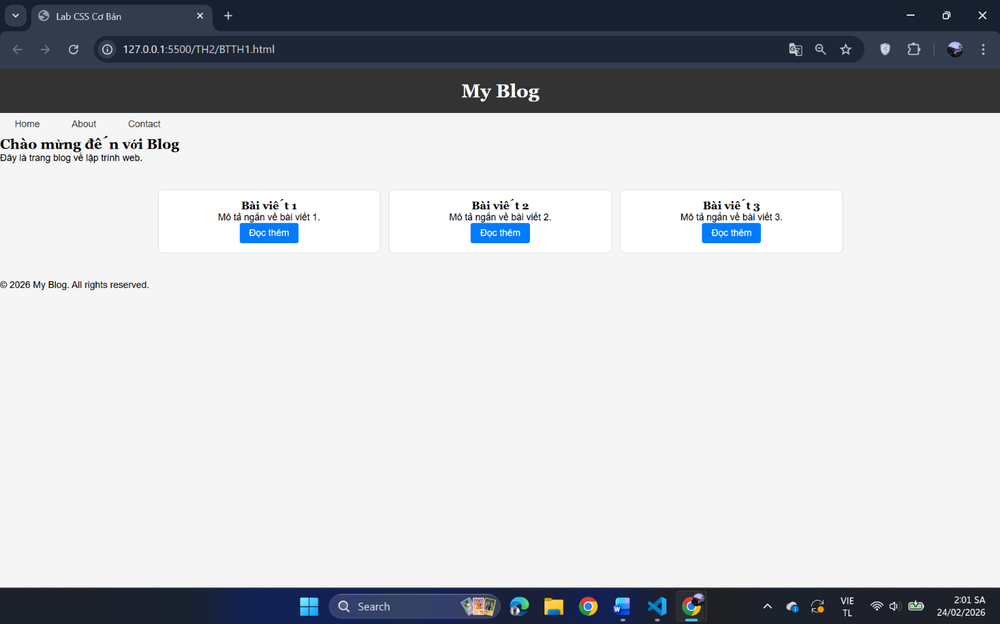 Lab CSS Cơ Bản
127.0.0.1:5500/TH2/BTTH1.html
My Blog
Home About Contact
Chào mừng đến với Blog
Đây là trang blog về lập trình web.
Bài viết 1
Mô tả ngắn về bài viết 1.
Đọc thêm
Bài viết 2
Mô tả ngắn về bài viết 2.
Đọc thêm
Bài viết 3
Mô tả ngắn về bài viết 3.
Đọc thêm
© 2026 My Blog. All rights reserved.
Search
VIE
TL
2:01 SA
24/02/2026